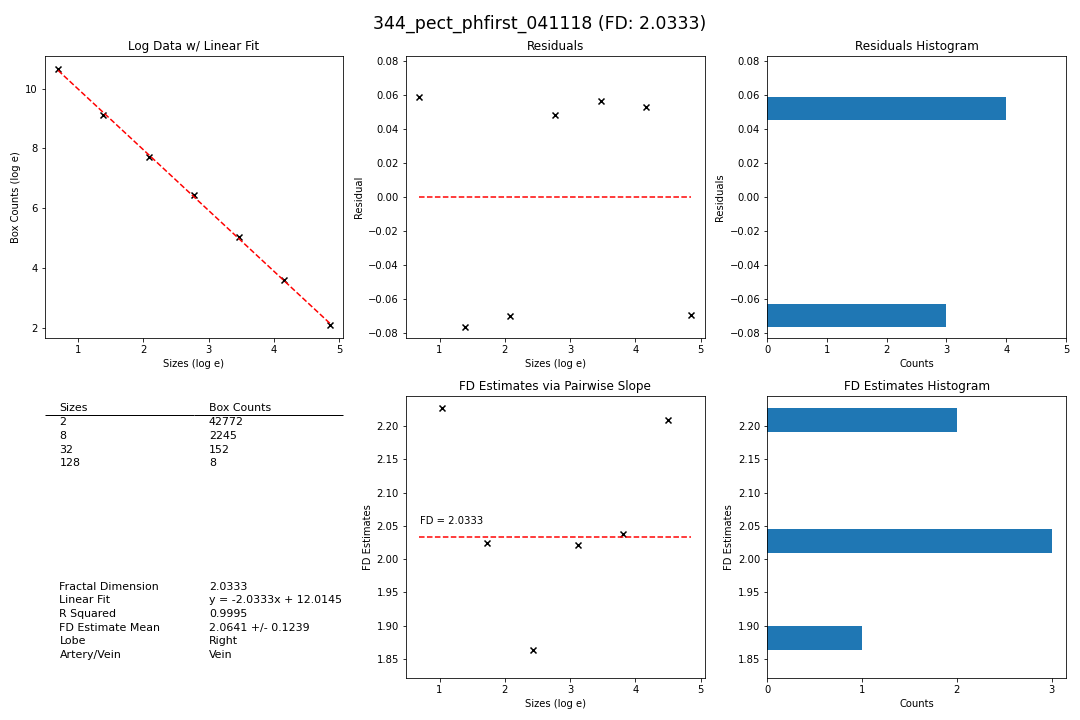 344_pect_phfirst_041118 (FD: 2.0333)
Log Data w/ Linear Fit
Box Counts (log e)
10
8
6
4
2
1 2 3 4 5
Sizes (log e)
Residuals
Residual
0.08
0.06
0.04
0.02
0.00
−0.02
−0.04
−0.06
−0.08
1 2 3 4 5
Sizes (log e)
Residuals Histogram
Residuals
0.08
0.06
0.04
0.02
0.00
−0.02
−0.04
−0.06
−0.08
0 1 2 3 4 5
Counts
Sizes Box Counts
2 42772
8 2245
32 152
128 8
Fractal Dimension 2.0333
Linear Fit y = -2.0333x + 12.0145
R Squared 0.9995
FD Estimate Mean 2.0641 +/- 0.1239
Lobe Right
Artery/Vein Vein
FD Estimates via Pairwise Slope
FD Estimates
2.20
2.15
2.10
2.05
2.00
1.95
1.90
1.85
FD = 2.0333
1 2 3 4 5
Sizes (log e)
FD Estimates Histogram
FD Estimates
2.20
2.15
2.10
2.05
2.00
1.95
1.90
1.85
0 1 2 3
Counts